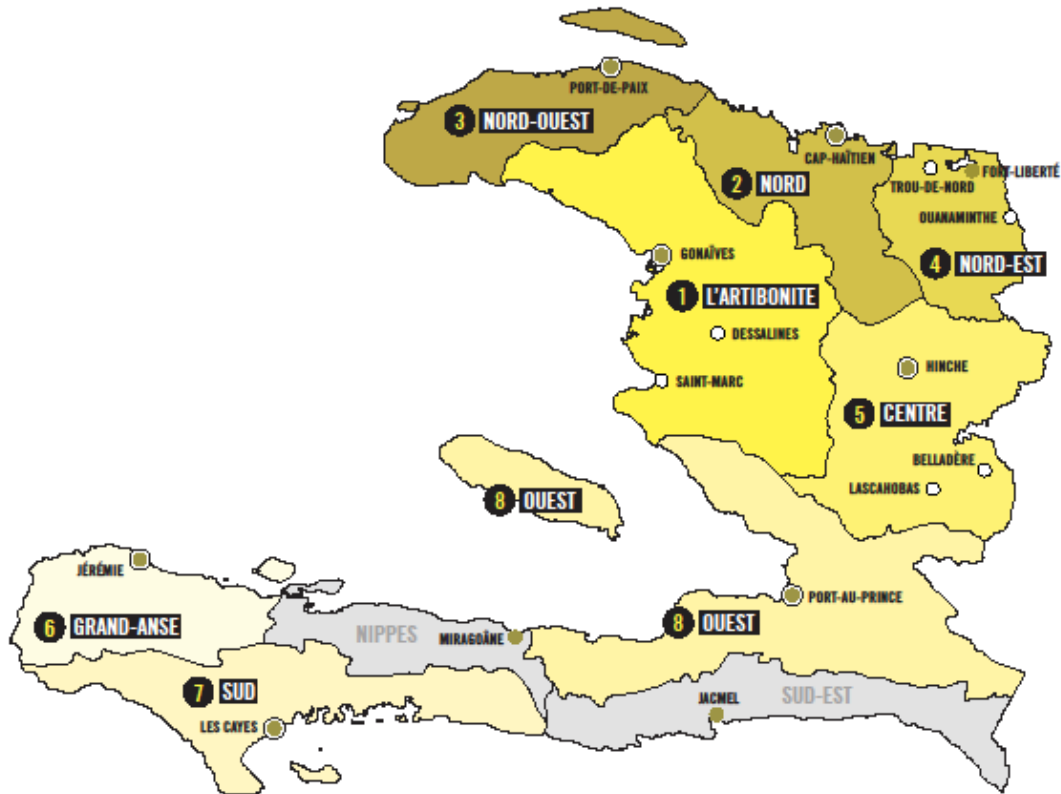 PORT-DE-PAIX
3 NORD-OUEST
CAP-HAÏTIEN
FORT-LIBERTÉ
TROU-DE-NORD
2 NORD
OUANAMINTHE
GONAÏVES
4 NORD-EST
1 L'ARTIBONITE
DESSALINES
HINCHE
SAINT-MARC
5 CENTRE
BELLADÈRE
LASCAHOBAS
8 OUEST
JÉRÉMIE
PORT-AU-PRINCE
6 GRAND-ANSE
8 OUEST
NIPPES
MIRAGOÂNE
7 SUD
SUD-EST
JACMEL
LES CAYES